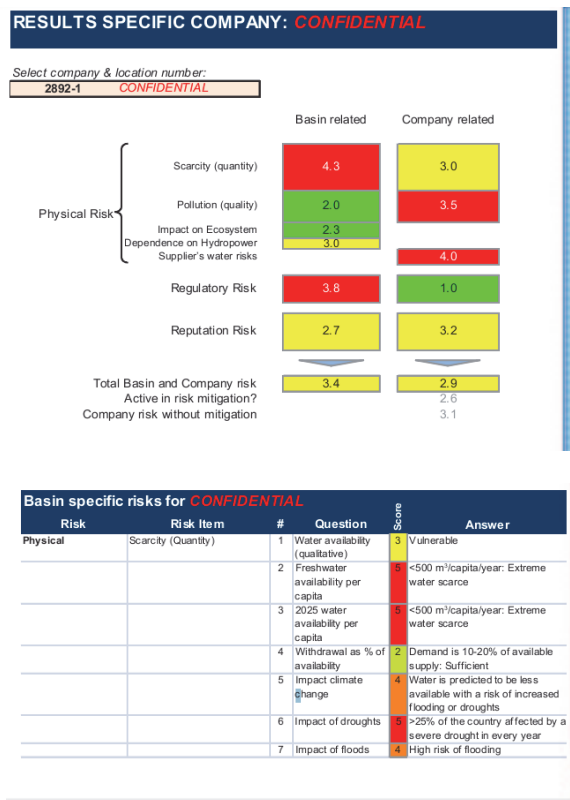 RESULTS SPECIFIC COMPANY: CONFIDENTIAL
Select company & location number:
2892-1 CONFIDENTIAL
Basin related Company related
Scarcity (quantity) 4.3 3.0
Pollution (quality) 2.0 3.5
Physical Risk
Impact on Ecosystem 2.3
Dependence on Hydropower 3.0
Supplier's water risks 4.0
Regulatory Risk 3.8 1.0
Reputation Risk 2.7 3.2
Total Basin and Company risk 3.4 2.9
Active in risk mitigation? 2.6
Company risk without mitigation 3.1
Basin specific risks for CONFIDENTIAL
Risk Risk Item # Question Score Answer
Physical Scarcity (Quantity) 1 Water availability 3 Vulnerable
(qualitative)
2 Freshwater 5 <500 m³/capita/year: Extreme
availability per water scarce
capita
3 2025 water 5 <500 m³/capita/year: Extreme
availability per water scarce
capita
4 Withdrawal as % of 2 Demand is 10-20% of available
availability supply: Sufficient
5 Impact climate 4 Water is predicted to be less
change available with a risk of increased
flooding or droughts
6 Impact of droughts 5 >25% of the country affected by a
severe drought in every year
7 Impact of floods 4 High risk of flooding